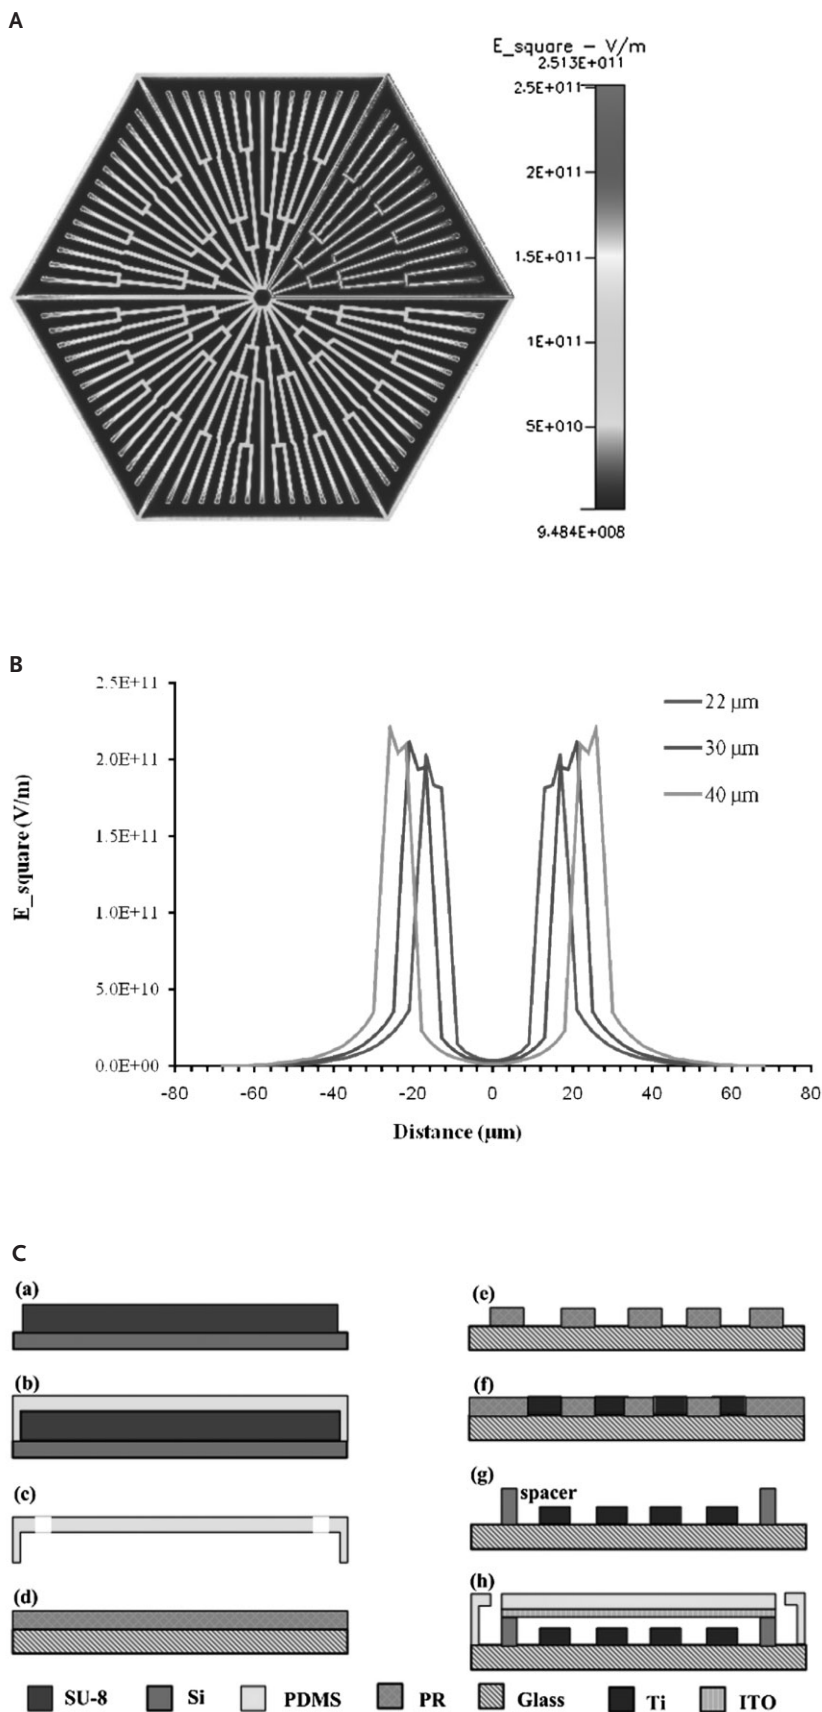 A
E_square - V/m
2.513E+011
2.5E+011
2E+011
1.5E+011
1E+011
5E+010
9.484E+008
B
2.5E+11
2.0E+11
1.5E+11
1.0E+11
5.0E+10
0.0E+00
E_square (V/m)
22 μm
30 μm
40 μm
-80 -60 -40 -20 0 20 40 60 80
Distance (μm)
C
(a)
(b)
(c)
(d)
(e)
(f)
(g)
spacer
(h)
SU-8 Si PDMS PR Glass Ti ITO